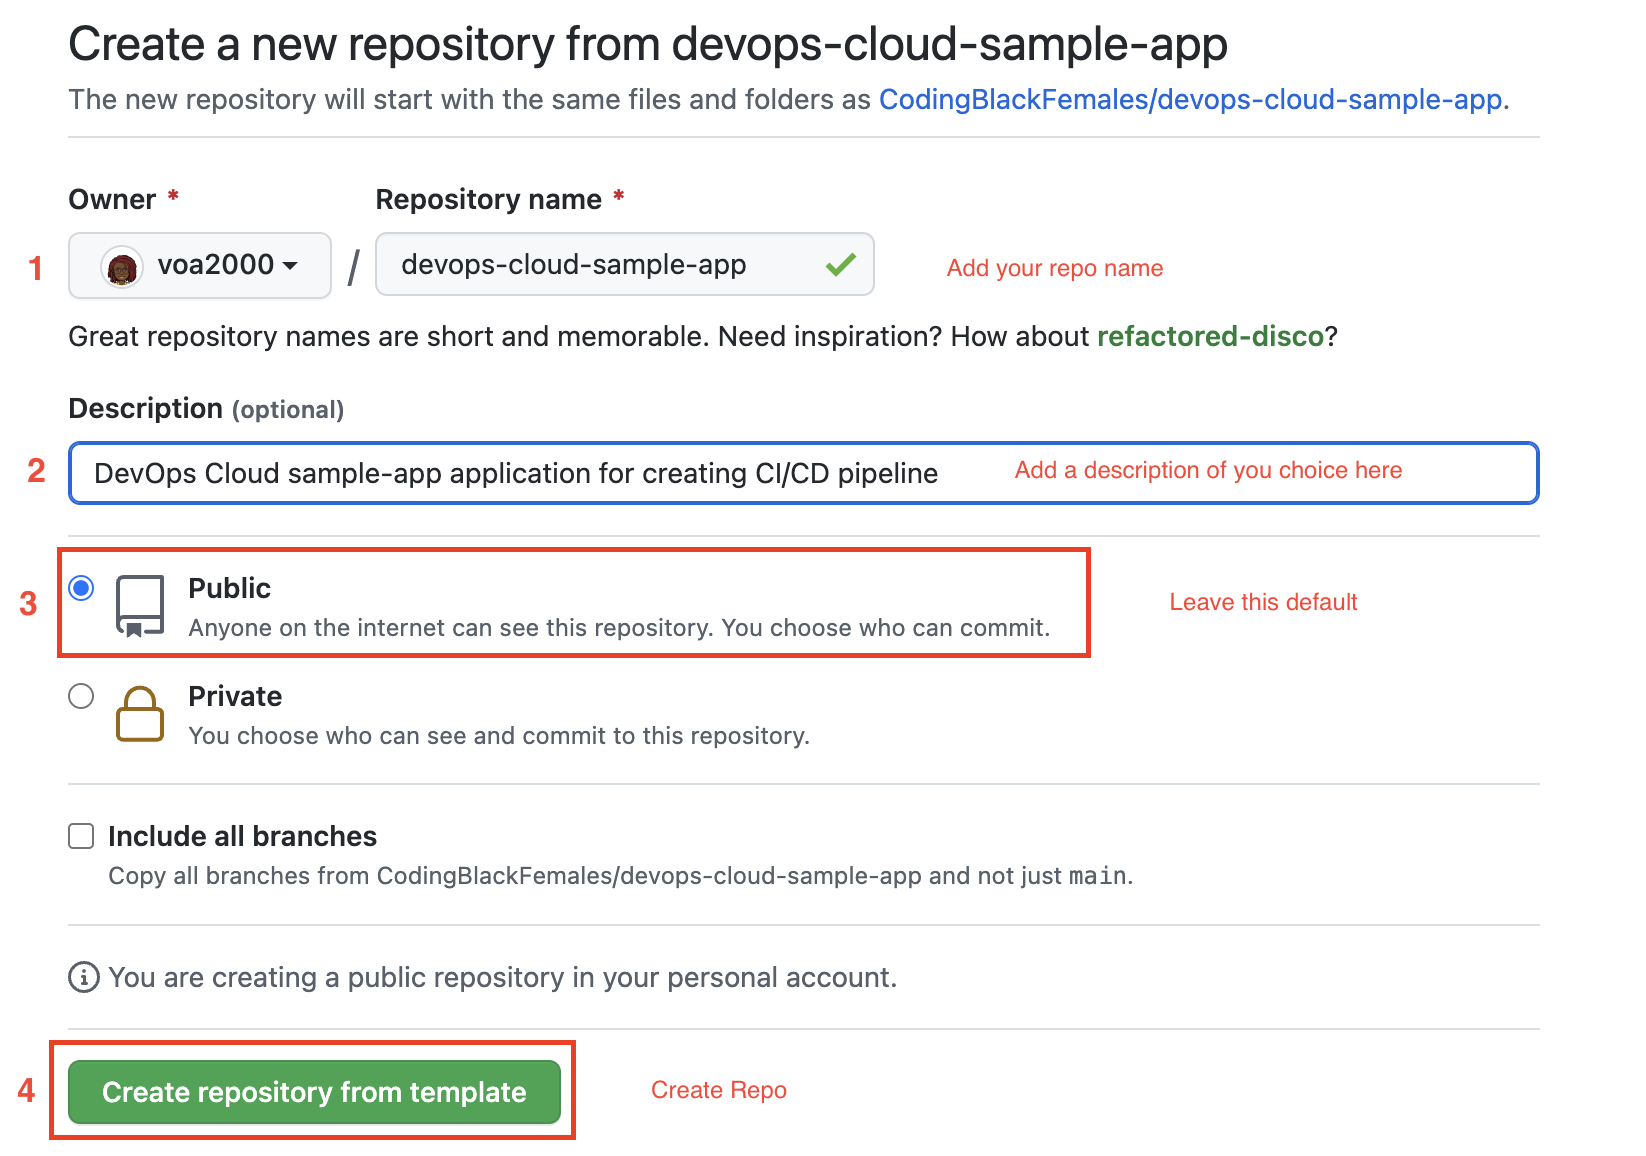 Create a new repository from devops-cloud-sample-app
The new repository will start with the same files and folders as CodingBlackFemales/devops-cloud-sample-app.
Owner * Repository name *
1 voa2000 / devops-cloud-sample-app Add your repo name
Great repository names are short and memorable. Need inspiration? How about refactored-disco?
Description (optional)
2 DevOps Cloud sample-app application for creating CI/CD pipeline Add a description of you choice here
Public
3 Leave this default
Anyone on the internet can see this repository. You choose who can commit.
Private
You choose who can see and commit to this repository.
Include all branches
Copy all branches from CodingBlackFemales/devops-cloud-sample-app and not just main.
You are creating a public repository in your personal account.
4 Create repository from template Create Repo